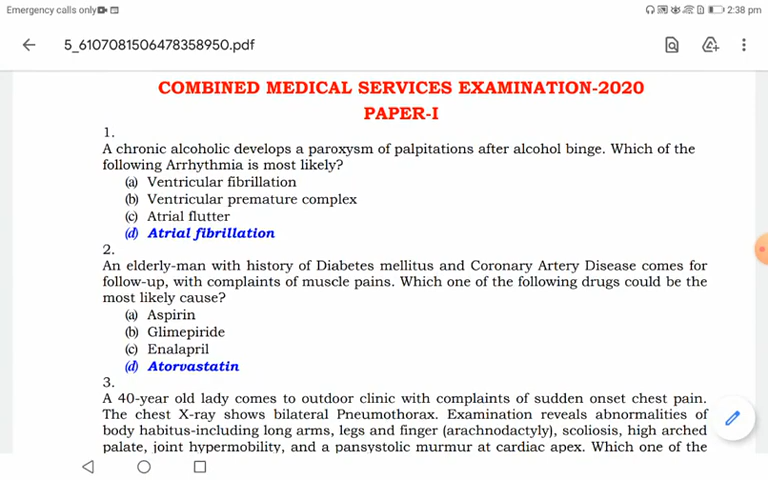 Emergency calls only
2:38 pm
5_6107081506478358950.pdf
COMBINED MEDICAL SERVICES EXAMINATION-2020
PAPER-I
1.
A chronic alcoholic develops a paroxysm of palpitations after alcohol binge. Which of the
following Arrhythmia is most likely?
(a) Ventricular fibrillation
(b) Ventricular premature complex
(c) Atrial flutter
(d) Atrial fibrillation
2.
An elderly-man with history of Diabetes mellitus and Coronary Artery Disease comes for
follow-up, with complaints of muscle pains. Which one of the following drugs could be the
most likely cause?
(a) Aspirin
(b) Glimepiride
(c) Enalapril
(d) Atorvastatin
3.
A 40-year old lady comes to outdoor clinic with complaints of sudden onset chest pain.
The chest X-ray shows bilateral Pneumothorax. Examination reveals abnormalities of
body habitus-including long arms, legs and finger (arachnodactyly), scoliosis, high arched
palate, joint hypermobility, and a pansystolic murmur at cardiac apex. Which one of the